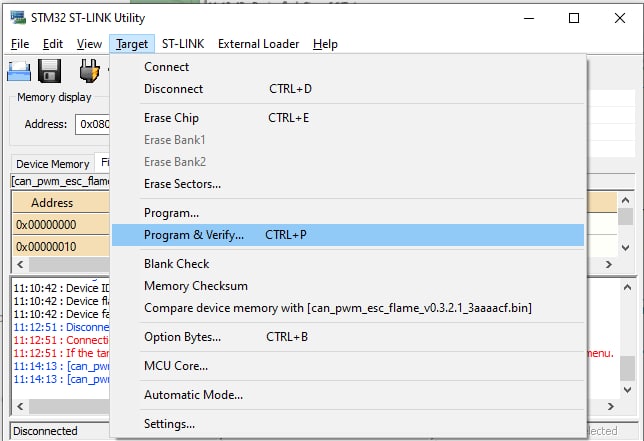 STM32 ST-LINK Utility
File Edit View Target ST-LINK External Loader Help
Memory display
Connect
Disconnect CTRL+D
Address: 0x080
Erase Chip CTRL+E
Erase Bank1
Erase Bank2
Device Memory
Erase Sectors...
[can_pwm_esc_flame
Address
Program...
0x00000000
Program & Verify... CTRL+P
0x00000010
Blank Check
Memory Checksum
11:10:42 : Device ID
11:10:42 : Device fla
Compare device memory with [can_pwm_esc_flame_v0.3.2.1_3aaaacf.bin]
11:10:42 : Device fa
11:12:51 : Disconne
Option Bytes... CTRL+B
11:12:51 : Connecti
11:12:51 : If the tar
menu.
MCU Core...
11:14:13 : [can_pwm
11:14:13 : [can_pwm
Automatic Mode...
Settings...
Disconnected